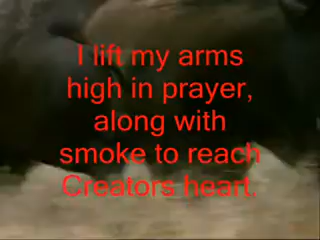 I lift my arms
high in prayer,
along with
smoke to reach
Creators heart.